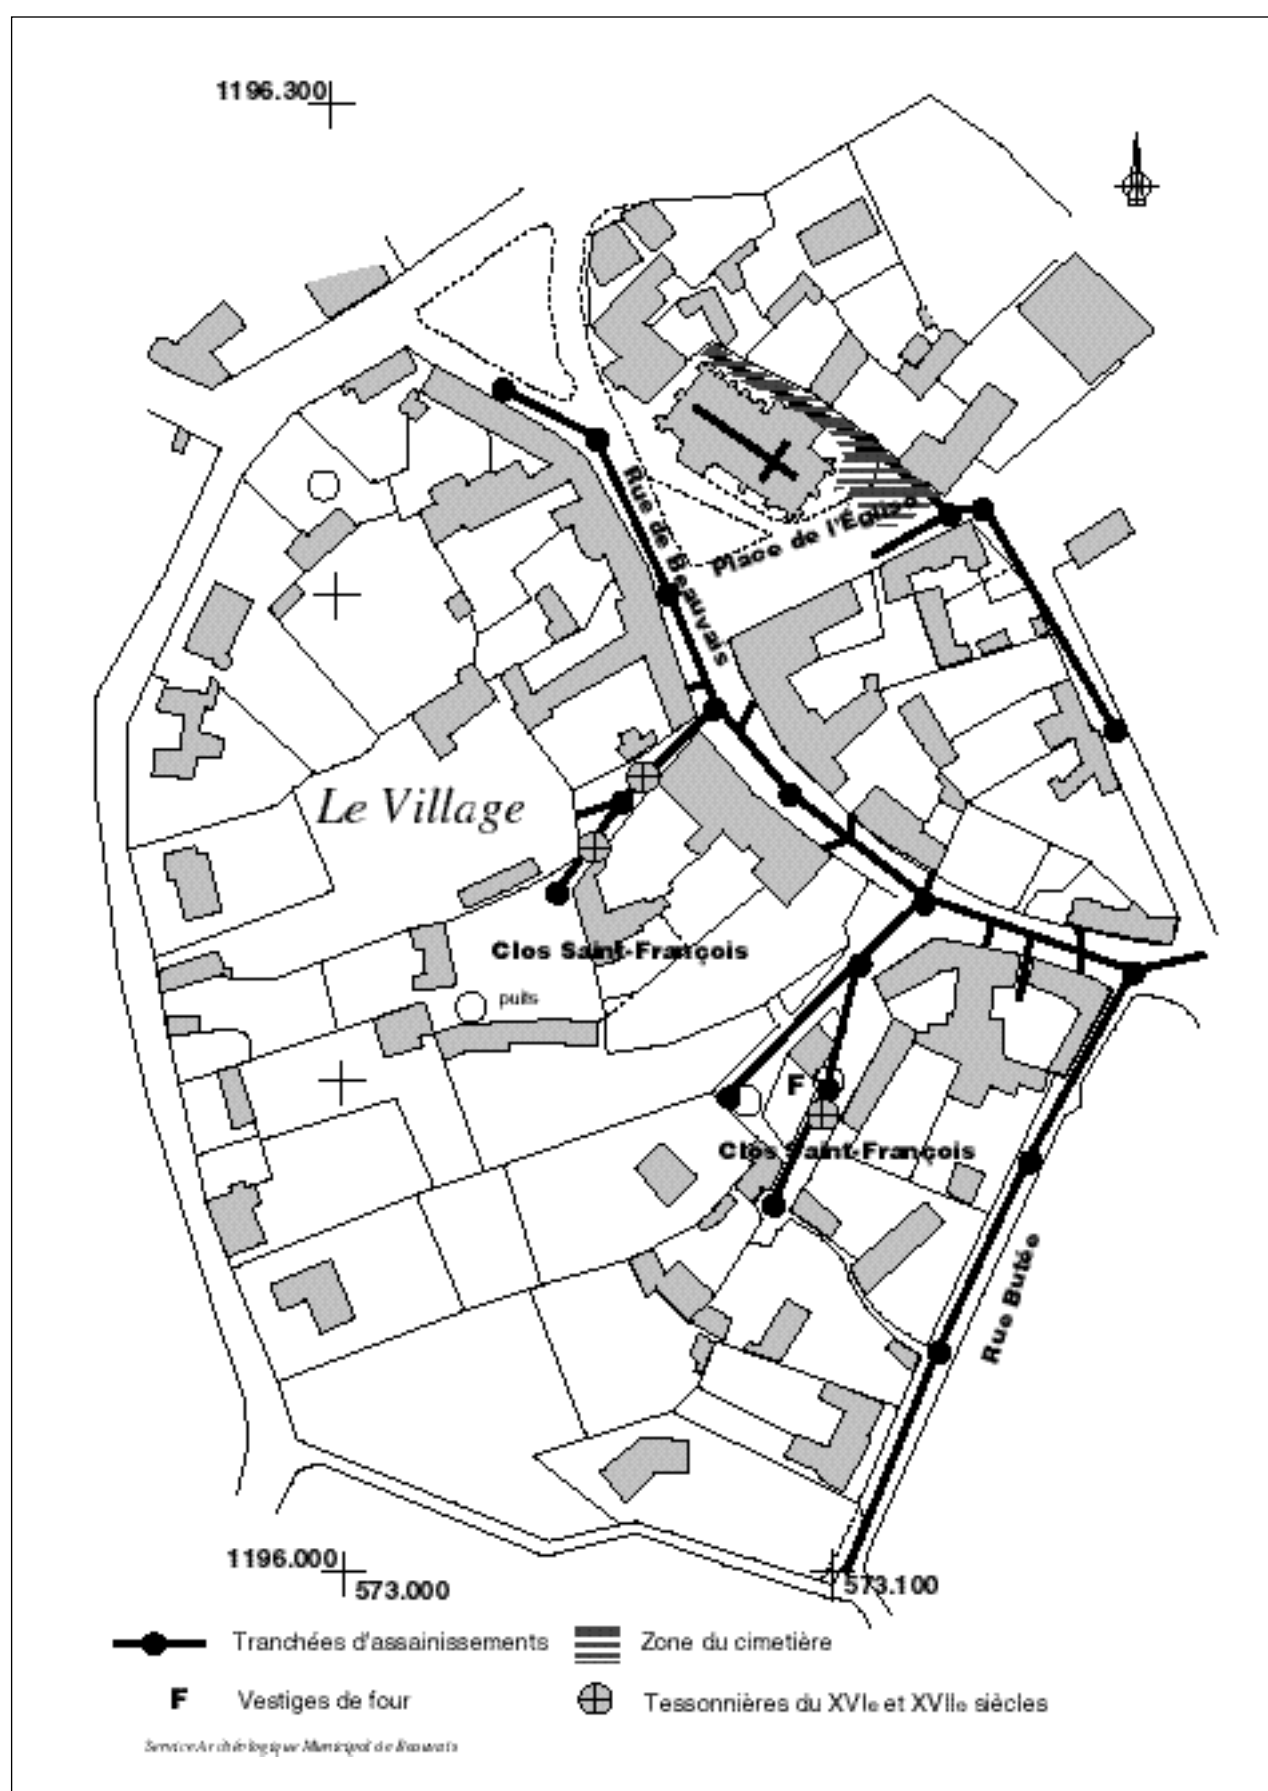 1196.300
Rue de Beauvais
Place de l'Église
Le Village
Clos Saint-François
puits
F
Clos Saint-François
Rue Butée
1196.000
573.000
573.100
Tranchées d'assainissements
Zone du cimetière
F Vestiges de four
Tessonnières du XVIe et XVIIe siècles
Service Archéologique Municipal de Beauvais